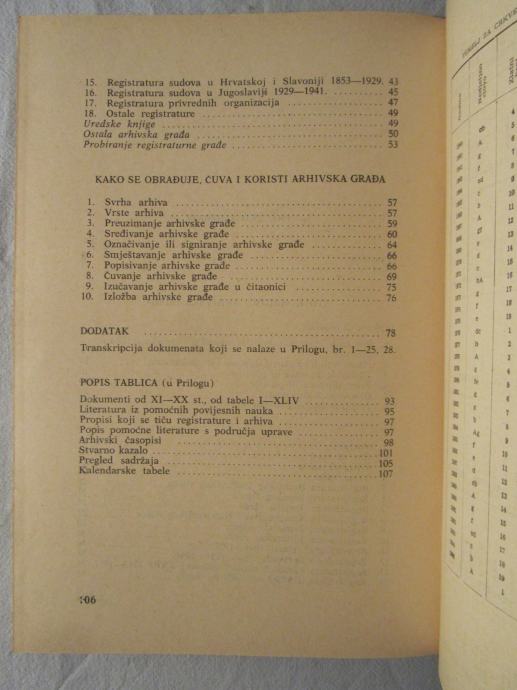 15. Registratura sudova u Hrvatskoj i Slavoniji 1853—1929. 43
16. Registratura sudova u Jugoslaviji 1929—1941. . . . . . . . . 45
17. Registratura privrednih organizacija . . . . . . . . . . . . . . . . 47
18. Ostale registrature . . . . . . . . . . . . . . . . . . . . . . . . . . . . . . 49
Uredske knjige . . . . . . . . . . . . . . . . . . . . . . . . . . . . . . . . . . . . 49
Ostala arhivska građa . . . . . . . . . . . . . . . . . . . . . . . . . . . . . 50
Probiranje registraturne građe . . . . . . . . . . . . . . . . . . . . . . 53
KAKO SE OBRAĐUJE, ČUVA I KORISTI ARHIVSKA GRAĐA
1. Svrha arhiva . . . . . . . . . . . . . . . . . . . . . . . . . . . . . . . . . . 57
2. Vrste arhiva . . . . . . . . . . . . . . . . . . . . . . . . . . . . . . . . . . 57
3. Preuzimanje arhivske građe . . . . . . . . . . . . . . . . . . . . . 59
4. Sređivanje arhivske građe . . . . . . . . . . . . . . . . . . . . . . 60
5. Označivanje ili signiranje arhivske građe . . . . . . . . . . 64
6. Smještavanje arhivske građe . . . . . . . . . . . . . . . . . . . . 66
7. Popisivanje arhivske građe . . . . . . . . . . . . . . . . . . . . . 66
8. Čuvanje arhivske građe . . . . . . . . . . . . . . . . . . . . . . . . 69
9. Izučavanje arhivske građe u čitaonici . . . . . . . . . . . . . 75
10. Izložba arhivske građe . . . . . . . . . . . . . . . . . . . . . . . . 76
DODATAK . . . . . . . . . . . . . . . . . . . . . . . . . . . . . . . . . . . . . . 78
Transkripcija dokumenata koji se nalaze u Prilogu, br. 1—25, 28.
POPIS TABLICA (u Prilogu)
Dokumenti od XI—XX st., od tabele I—XLIV . . . . . . . . . . . 93
Literatura iz pomoćnih povijesnih nauka . . . . . . . . . . . . . . 95
Propisi koji se tiču registrature i arhiva . . . . . . . . . . . . . . 97
Popis pomoćne literature s područja uprave . . . . . . . . . . . 97
Arhivski časopisi . . . . . . . . . . . . . . . . . . . . . . . . . . . . . . . . . 98
Stvarno kazalo . . . . . . . . . . . . . . . . . . . . . . . . . . . . . . . . . . 101
Pregled sadržaja . . . . . . . . . . . . . . . . . . . . . . . . . . . . . . . . . 105
Kalendarske tabele . . . . . . . . . . . . . . . . . . . . . . . . . . . . . . . 107
106